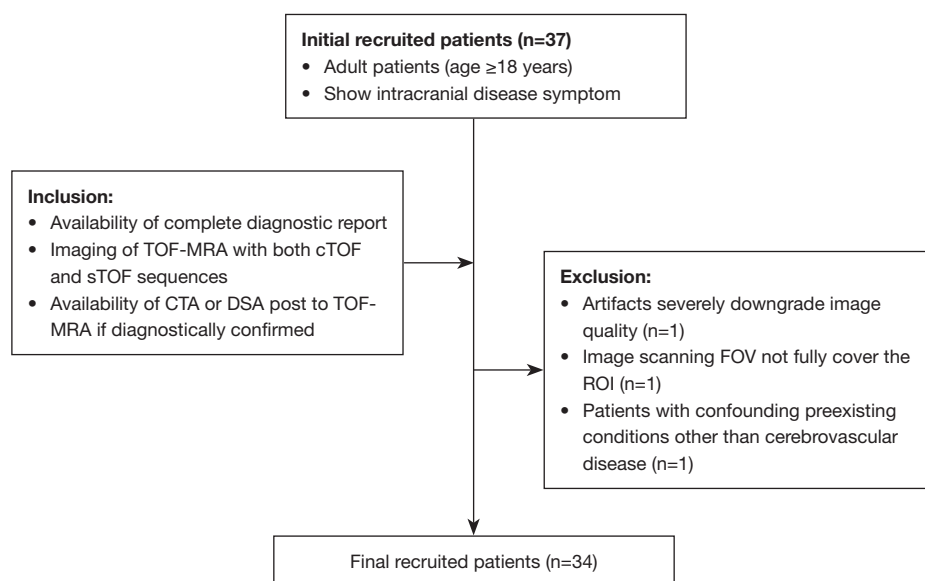 Initial recruited patients (n=37)
• Adult patients (age ≥18 years)
• Show intracranial disease symptom
Inclusion:
• Availability of complete diagnostic report
• Imaging of TOF-MRA with both cTOF
and sTOF sequences
• Availability of CTA or DSA post to TOF-
MRA if diagnostically confirmed
Exclusion:
• Artifacts severely downgrade image
quality (n=1)
• Image scanning FOV not fully cover the
ROI (n=1)
• Patients with confounding preexisting
conditions other than cerebrovascular
disease (n=1)
Final recruited patients (n=34)